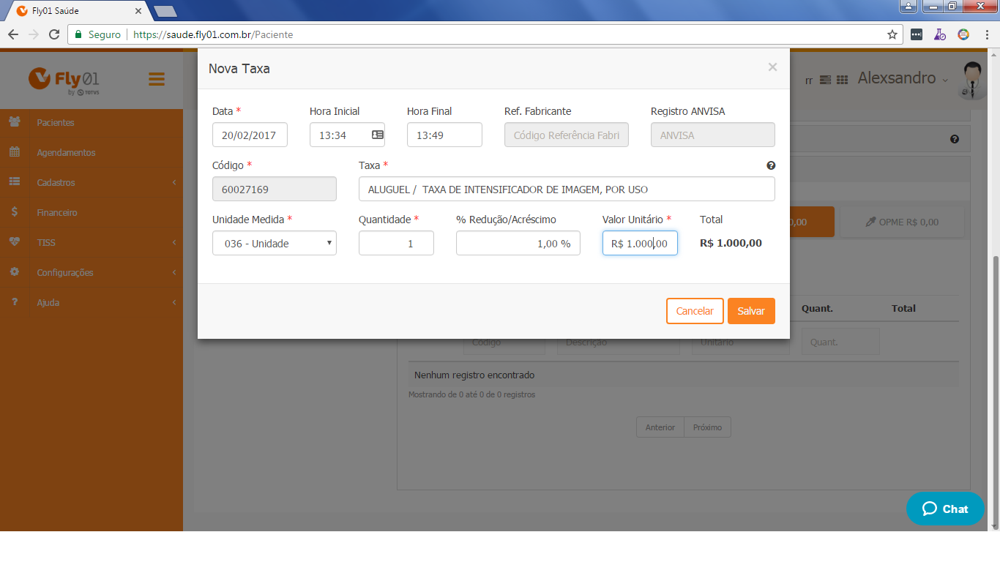 Fly01 Saúde
Seguro https://saude.fly01.com.br/Paciente
Nova Taxa ×
Fly01
by TOTVS
rr Alexsandro
Data * Hora Inicial Hora Final Ref. Fabricante Registro ANVISA
20/02/2017 13:34 13:49 Código Referência Fabri ANVISA
Código * Taxa *
60027169 ALUGUEL / TAXA DE INTENSIFICADOR DE IMAGEM, POR USO
Unidade Medida * Quantidade * % Redução/Acréscimo Valor Unitário * Total
036 - Unidade 1 1,00 % R$ 1.000,00 R$ 1.000,00
Cancelar Salvar
Pacientes
Agendamentos
Cadastros
Financeiro
TISS
Configurações
Ajuda
0,00 OPME R$ 0,00
Quant. Total
Código Descrição Unitário Quant.
Nenhum registro encontrado
Mostrando de 0 até 0 de 0 registros
Anterior Próximo
Chat